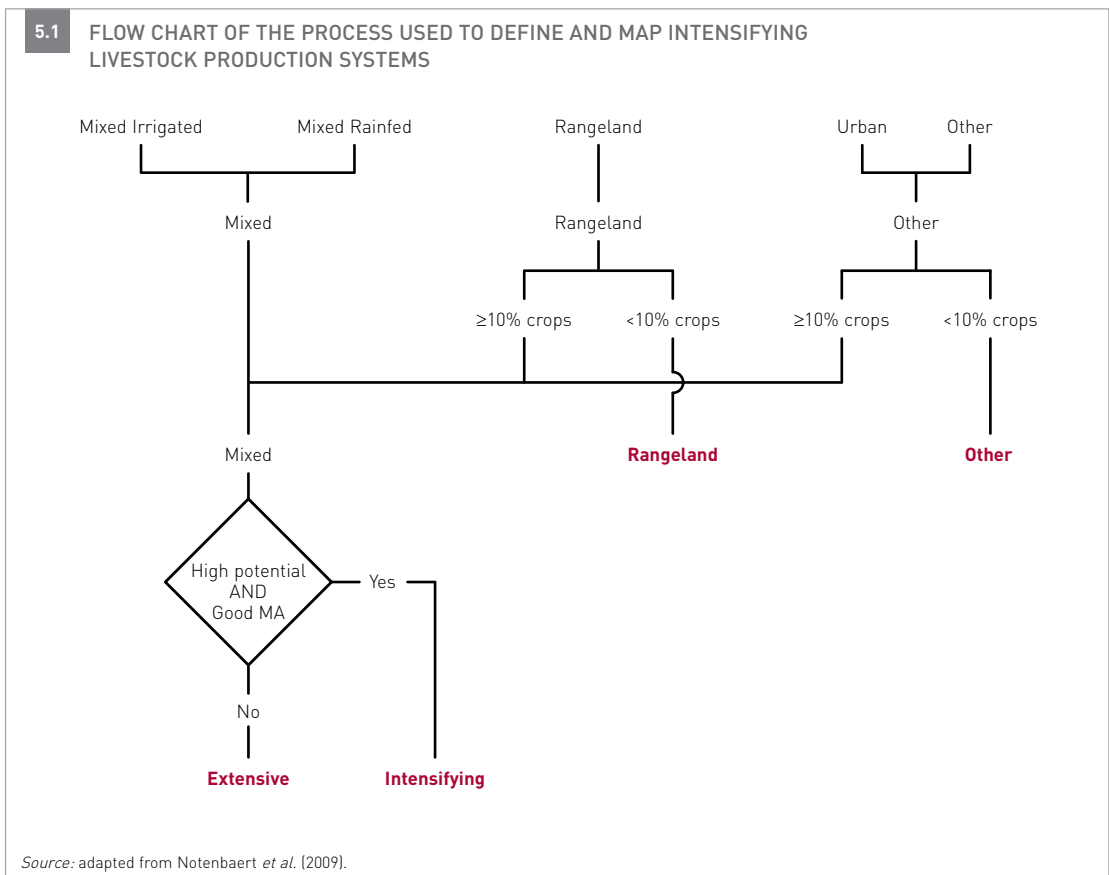 5.1 FLOW CHART OF THE PROCESS USED TO DEFINE AND MAP INTENSIFYING
LIVESTOCK PRODUCTION SYSTEMS
Mixed Irrigated Mixed Rainfed Rangeland Urban Other
Mixed Rangeland Other
≥10% crops <10% crops ≥10% crops <10% crops
Mixed Rangeland Other
High potential
AND
Good MA
Yes
No
Extensive Intensifying
Source: adapted from Notenbaert et al. (2009).